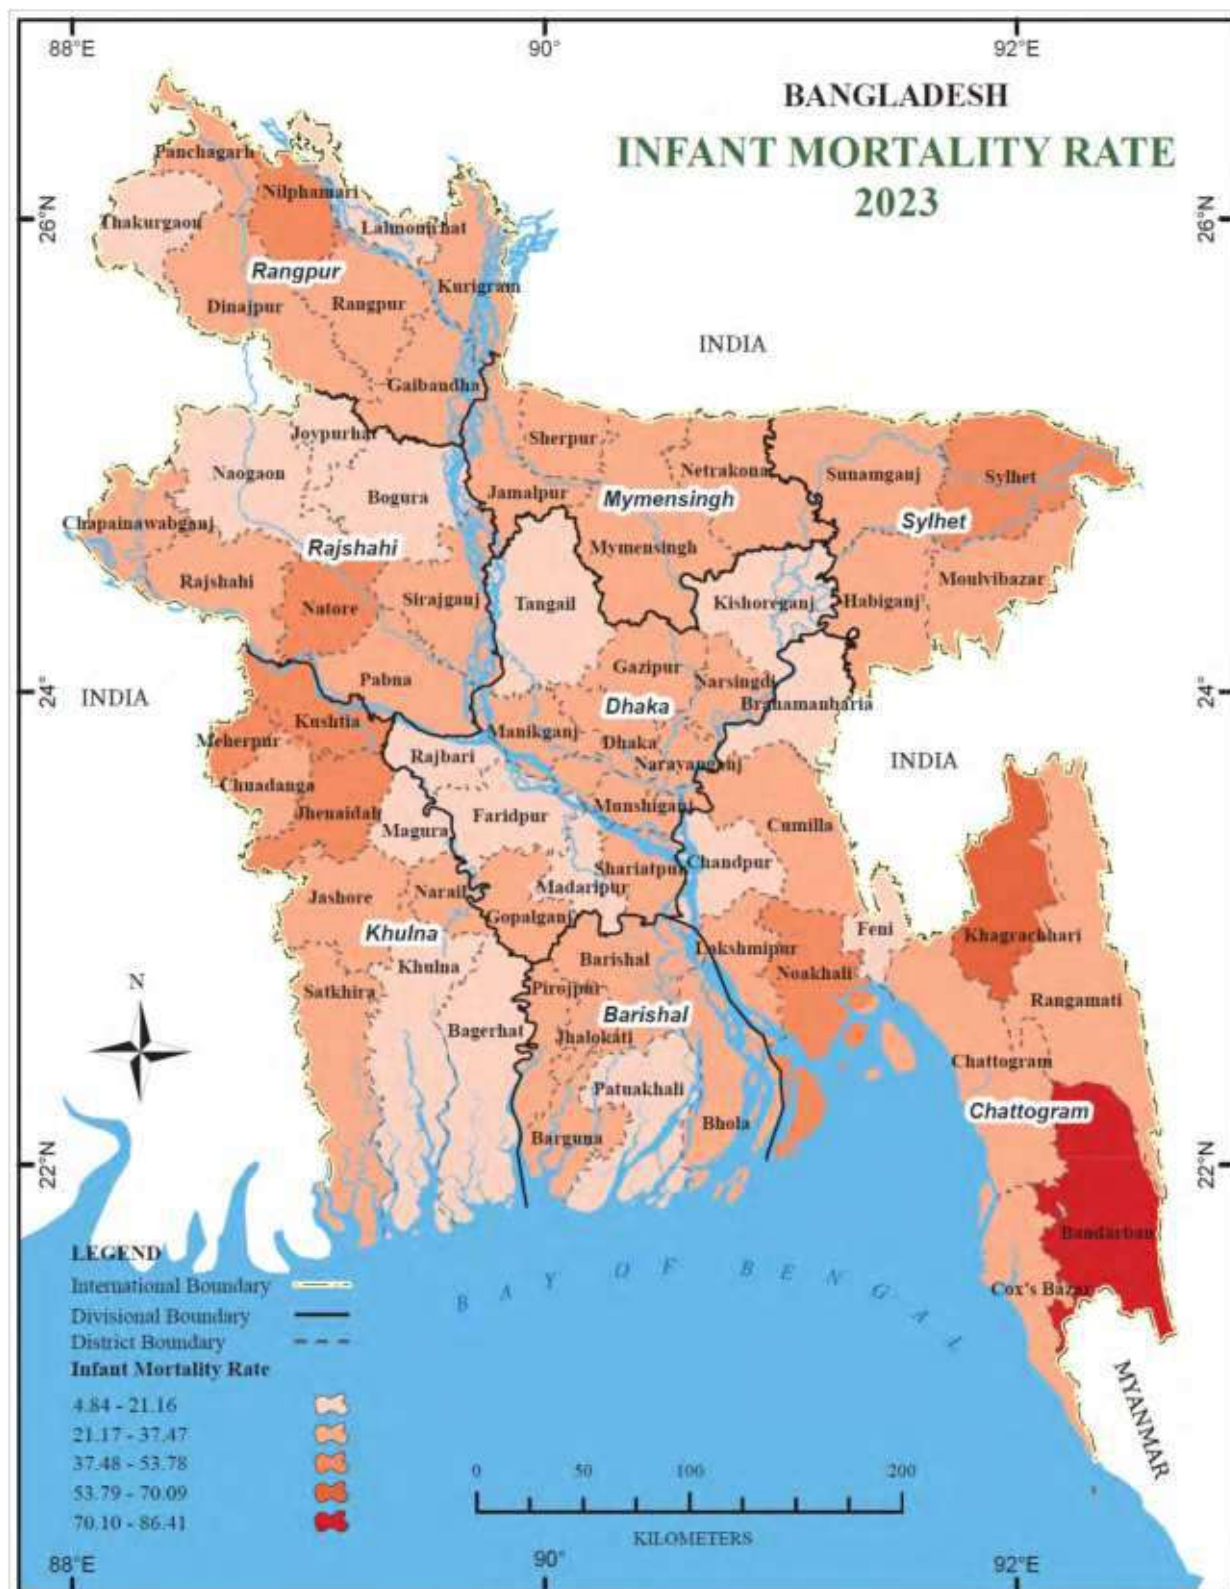 88°E 90° 92°E
BANGLADESH
INFANT MORTALITY RATE
2023
26°N
26°N
Panchagarh
Nilphamari
Thakurgaon
Lalmonirhat
Rangpur
Kurigram
Dinajpur
Rangpur
INDIA
Gaibandha
Joypurhat
Sherpur
Naogaon
Netrakona
Sunamganj
Sylhet
Bogura
Jamalpur
Mymensingh
Chapainawabganj
Sylhet
Rajshahi
Mymensingh
Rajshahi
Moulvibazar
Natore
Sirajganj
Tangail
Kishoreganj
Habiganj
Gazipur
Pabna
Narsingdi
24°N
INDIA
24°N
Dhaka
Brahamanbaria
Kushtia
Manikganj
Meherpur
Dhaka
Rajbari
Narayanganj
INDIA
Chuadanga
Jhenaidah
Faridpur
Munshiganj
Magura
Cumilla
Chandpur
Shariatpur
Jashore
Narail
Madaripur
Gopalganj
Khulna
Feni
Khagrachhari
Lakshmipur
Khulna
Barishal
Noakhali
Satkhira
Pirojpur
Rangamati
N
Barishal
Bagerhat
Jhalokati
Chattogram
Patuakhali
Chattogram
Barguna
Bhola
22°N
22°N
Bandarban
LEGEND
International Boundary
Divisional Boundary
District Boundary
Infant Mortality Rate
4.84 - 21.16
21.17 - 37.47
37.48 - 53.78
53.79 - 70.09
70.10 - 86.41
BAY OF BENGAL
Cox's Bazar
MYANMAR
0 50 100 200
KILOMETERS
88°E 90° 92°E